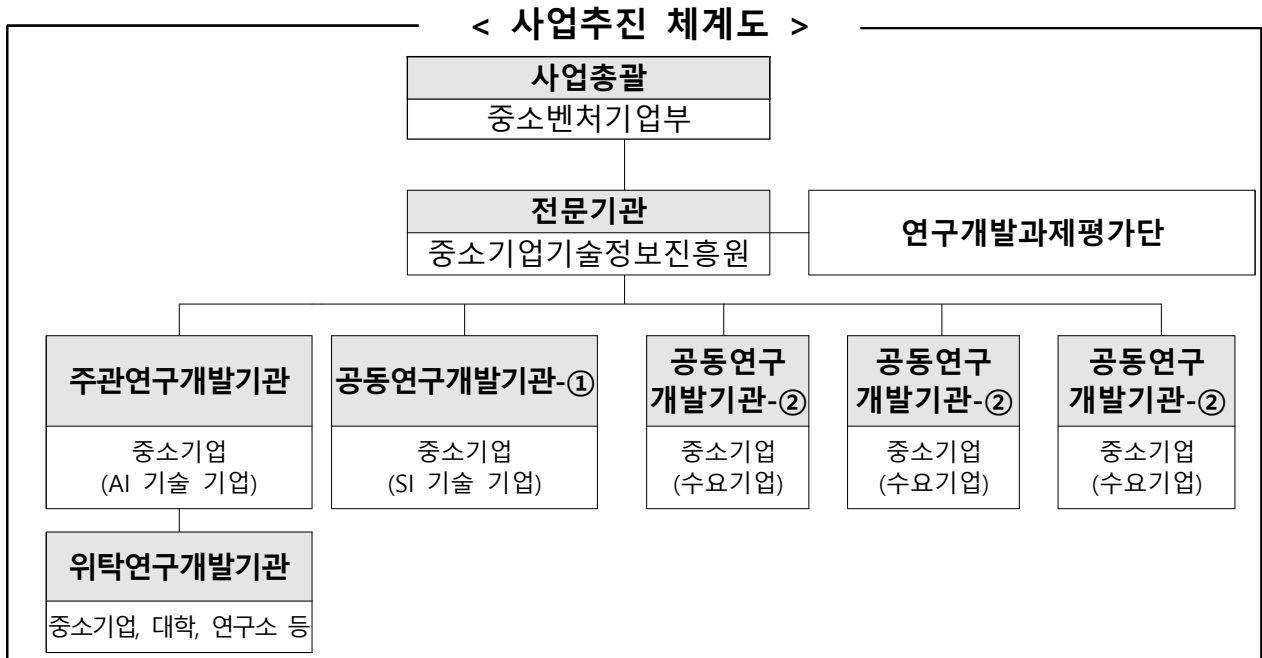 < 사업추진 체계도 >
사업총괄
중소벤처기업부
전문기관
중소기업기술정보진흥원
연구개발과제평가단
주관연구개발기관
중소기업
(AI 기술 기업)
공동연구개발기관-①
중소기업
(SI 기술 기업)
공동연구
개발기관-②
중소기업
(수요기업)
공동연구
개발기관-②
중소기업
(수요기업)
공동연구
개발기관-②
중소기업
(수요기업)
위탁연구개발기관
중소기업, 대학, 연구소 등